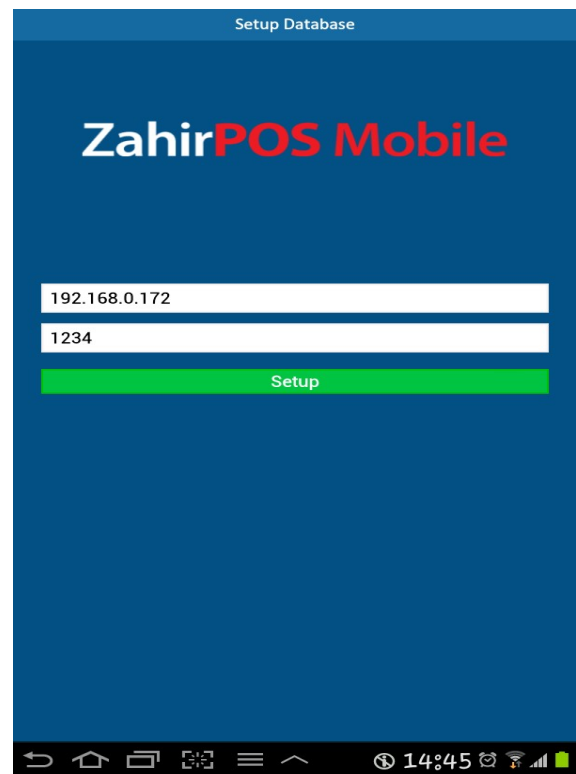 Setup Database
ZahirPOS Mobile
192.168.0.172
1234
Setup
14:45